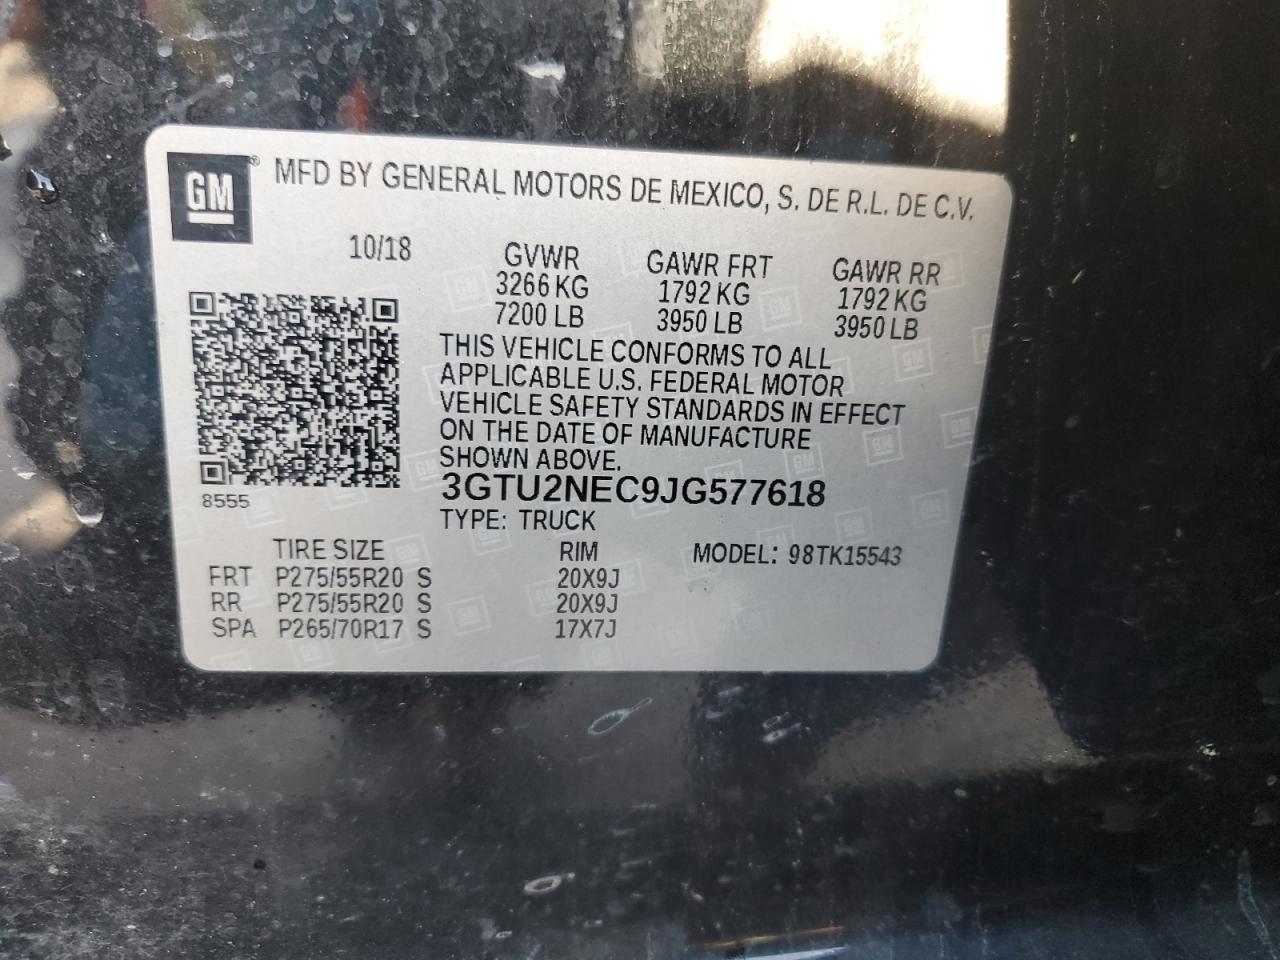 GM® MFD BY GENERAL MOTORS DE MEXICO, S. DE R.L. DE C.V.
10/18 GVWR GAWR FRT GAWR RR
3266 KG 1792 KG 1792 KG
7200 LB 3950 LB 3950 LB
THIS VEHICLE CONFORMS TO ALL
APPLICABLE U.S. FEDERAL MOTOR
VEHICLE SAFETY STANDARDS IN EFFECT
ON THE DATE OF MANUFACTURE
SHOWN ABOVE.
8555 3GTU2NEC9JG577618
TYPE: TRUCK
TIRE SIZE RIM MODEL: 98TK15543
FRT P275/55R20 S 20X9J
RR P275/55R20 S 20X9J
SPA P265/70R17 S 17X7J